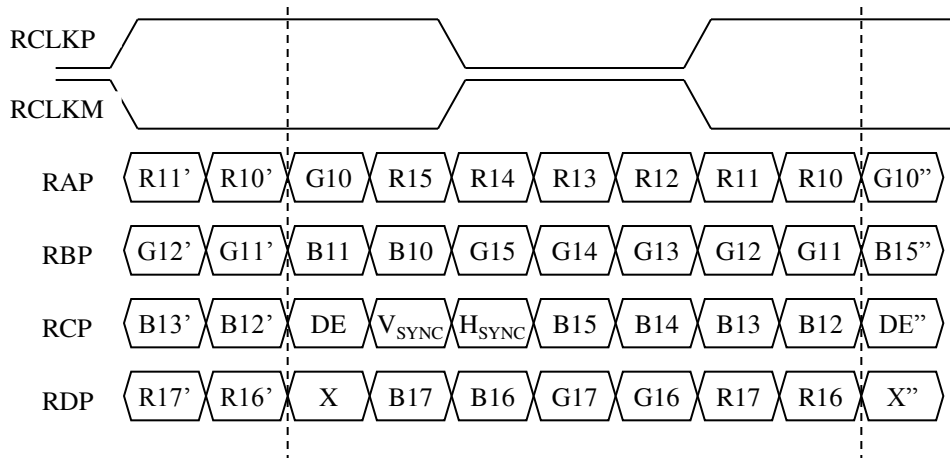 RCLKP
RCLKM
RAP R11’ R10’ G10 R15 R14 R13 R12 R11 R10 G10”
RBP G12’ G11’ B11 B10 G15 G14 G13 G12 G11 B15”
RCP B13’ B12’ DE VSYNC HSYNC B15 B14 B13 B12 DE”
RDP R17’ R16’ X B17 B16 G17 G16 R17 R16 X”